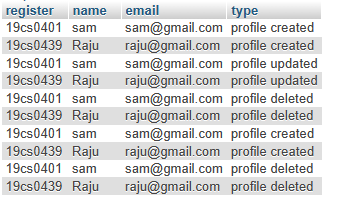 register name email type
19cs0401 sam sam@gmail.com profile created
19cs0439 Raju raju@gmail.com profile created
19cs0401 sam sam@gmail.com profile updated
19cs0439 Raju raju@gmail.com profile updated
19cs0401 sam sam@gmail.com profile deleted
19cs0439 Raju raju@gmail.com profile deleted
19cs0401 sam sam@gmail.com profile created
19cs0439 Raju raju@gmail.com profile created
19cs0401 sam sam@gmail.com profile deleted
19cs0439 Raju raju@gmail.com profile deleted